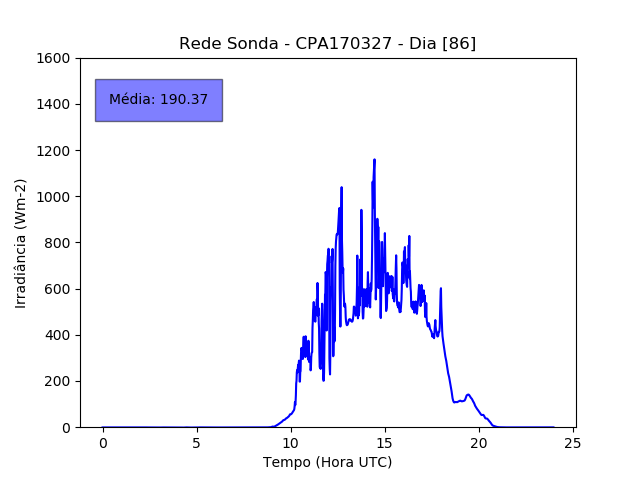 Rede Sonda - CPA170327 - Dia [86]
1600
1400
1200
1000
800
600
400
200
0
Média: 190.37
Irradiância (Wm-2)
0 5 10 15 20 25
Tempo (Hora UTC)